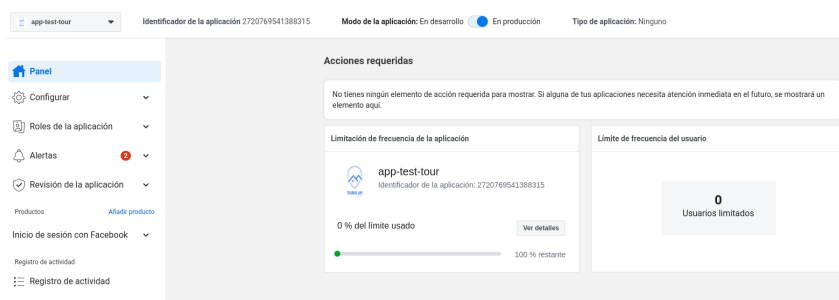 app-test-tour
Identificador de la aplicación 2720769541388315
Modo de la aplicación: En desarrollo
En producción
Tipo de aplicación: Ninguno
Panel
Configurar
Roles de la aplicación
Alertas
2
Revisión de la aplicación
Productos
Añadir producto
Inicio de sesión con Facebook
Registro de actividad
Registro de actividad
Acciones requeridas
No tienes ningún elemento de acción requerida para mostrar. Si alguna de tus aplicaciones necesita atención inmediata en el futuro, se mostrará un
elemento aquí.
Limitación de frecuencia de la aplicación
app-test-tour
Identificador de la aplicación: 2720769541388315
0 % del límite usado
Ver detalles
100 % restante
Límite de frecuencia del usuario
0
Usuarios limitados